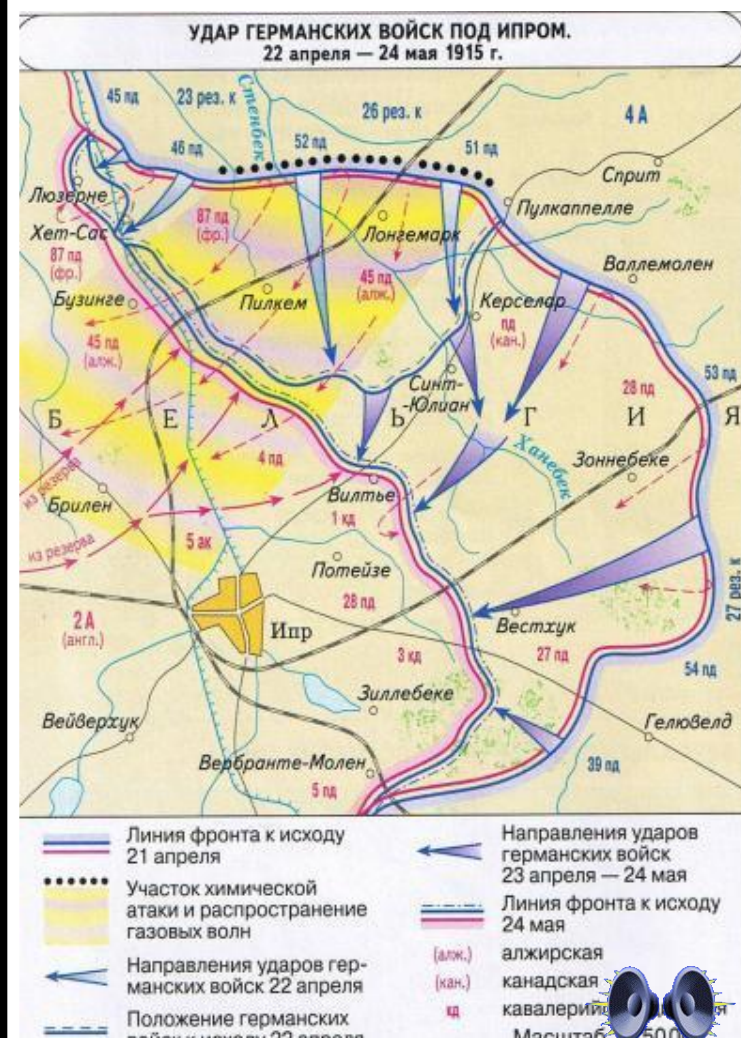 УДАР ГЕРМАНСКИХ ВОЙСК ПОД ИПРОМ.
22 апреля — 24 мая 1915 г.
45 пд
23 рез. к
Стенбек
26 рез. к
4 А
46 пд
52 пд
51 пд
Сприт
Люзерне
Пулкаппелле
87 пд
(фр.)
Лонгемарк
Хет-Сас
87 пд
(фр.)
Валлемолен
45 пд
(алж.)
Бузинге
Пилкем
Керселар
пд
(кан.)
45 пд
(алж.)
53 пд
Синт-
-Юлиан
28 пд
Б Е Л Ь Г И Я
Ханебек
4 пд
Зоннебеке
из резерва
Брилен
Вилтье
1 кд
из резерва
5 ак
Потейзе
28 пд
27 рез. к
2 А
(англ.)
Ипр
Вестхук
3 кд
27 пд
54 пд
Зиллебеке
Вейверхук
Гелювелд
Вербранте-Молен
39 пд
5 пд
Линия фронта к исходу
21 апреля
Участок химической
атаки и распространение
газовых волн
Направления ударов гер-
манских войск 22 апреля
Положение германских
войск к исходу 22 апреля
Направления ударов
германских войск
23 апреля — 24 мая
Линия фронта к исходу
24 мая
(алж.) алжирская
(кан.) канадская
кд
Масштаб